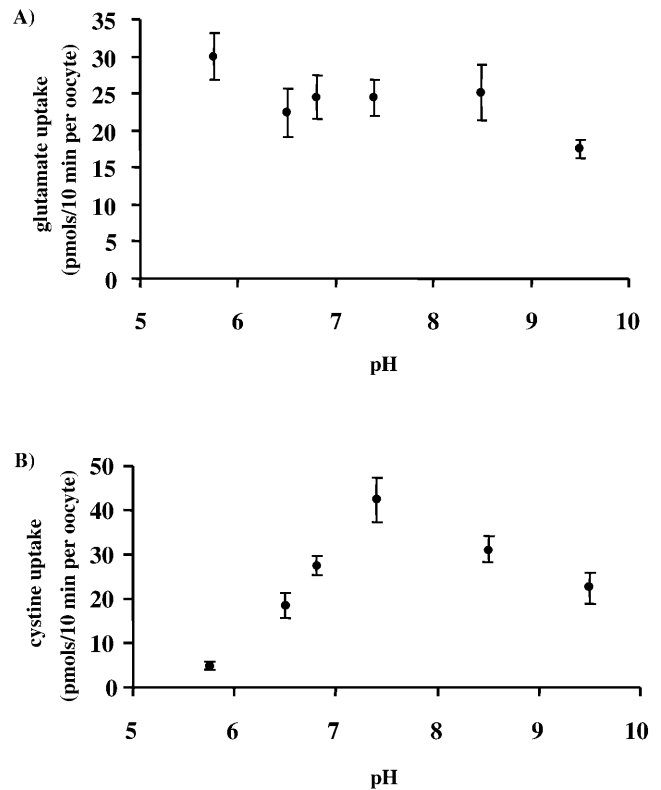 A)
35
30
25
20
15
10
5
0
glutamate uptake
(pmols/10 min per oocyte)
5 6 7 8 9 10
pH
B)
50
40
30
20
10
0
cystine uptake
(pmols/10 min per oocyte)
5 6 7 8 9 10
pH